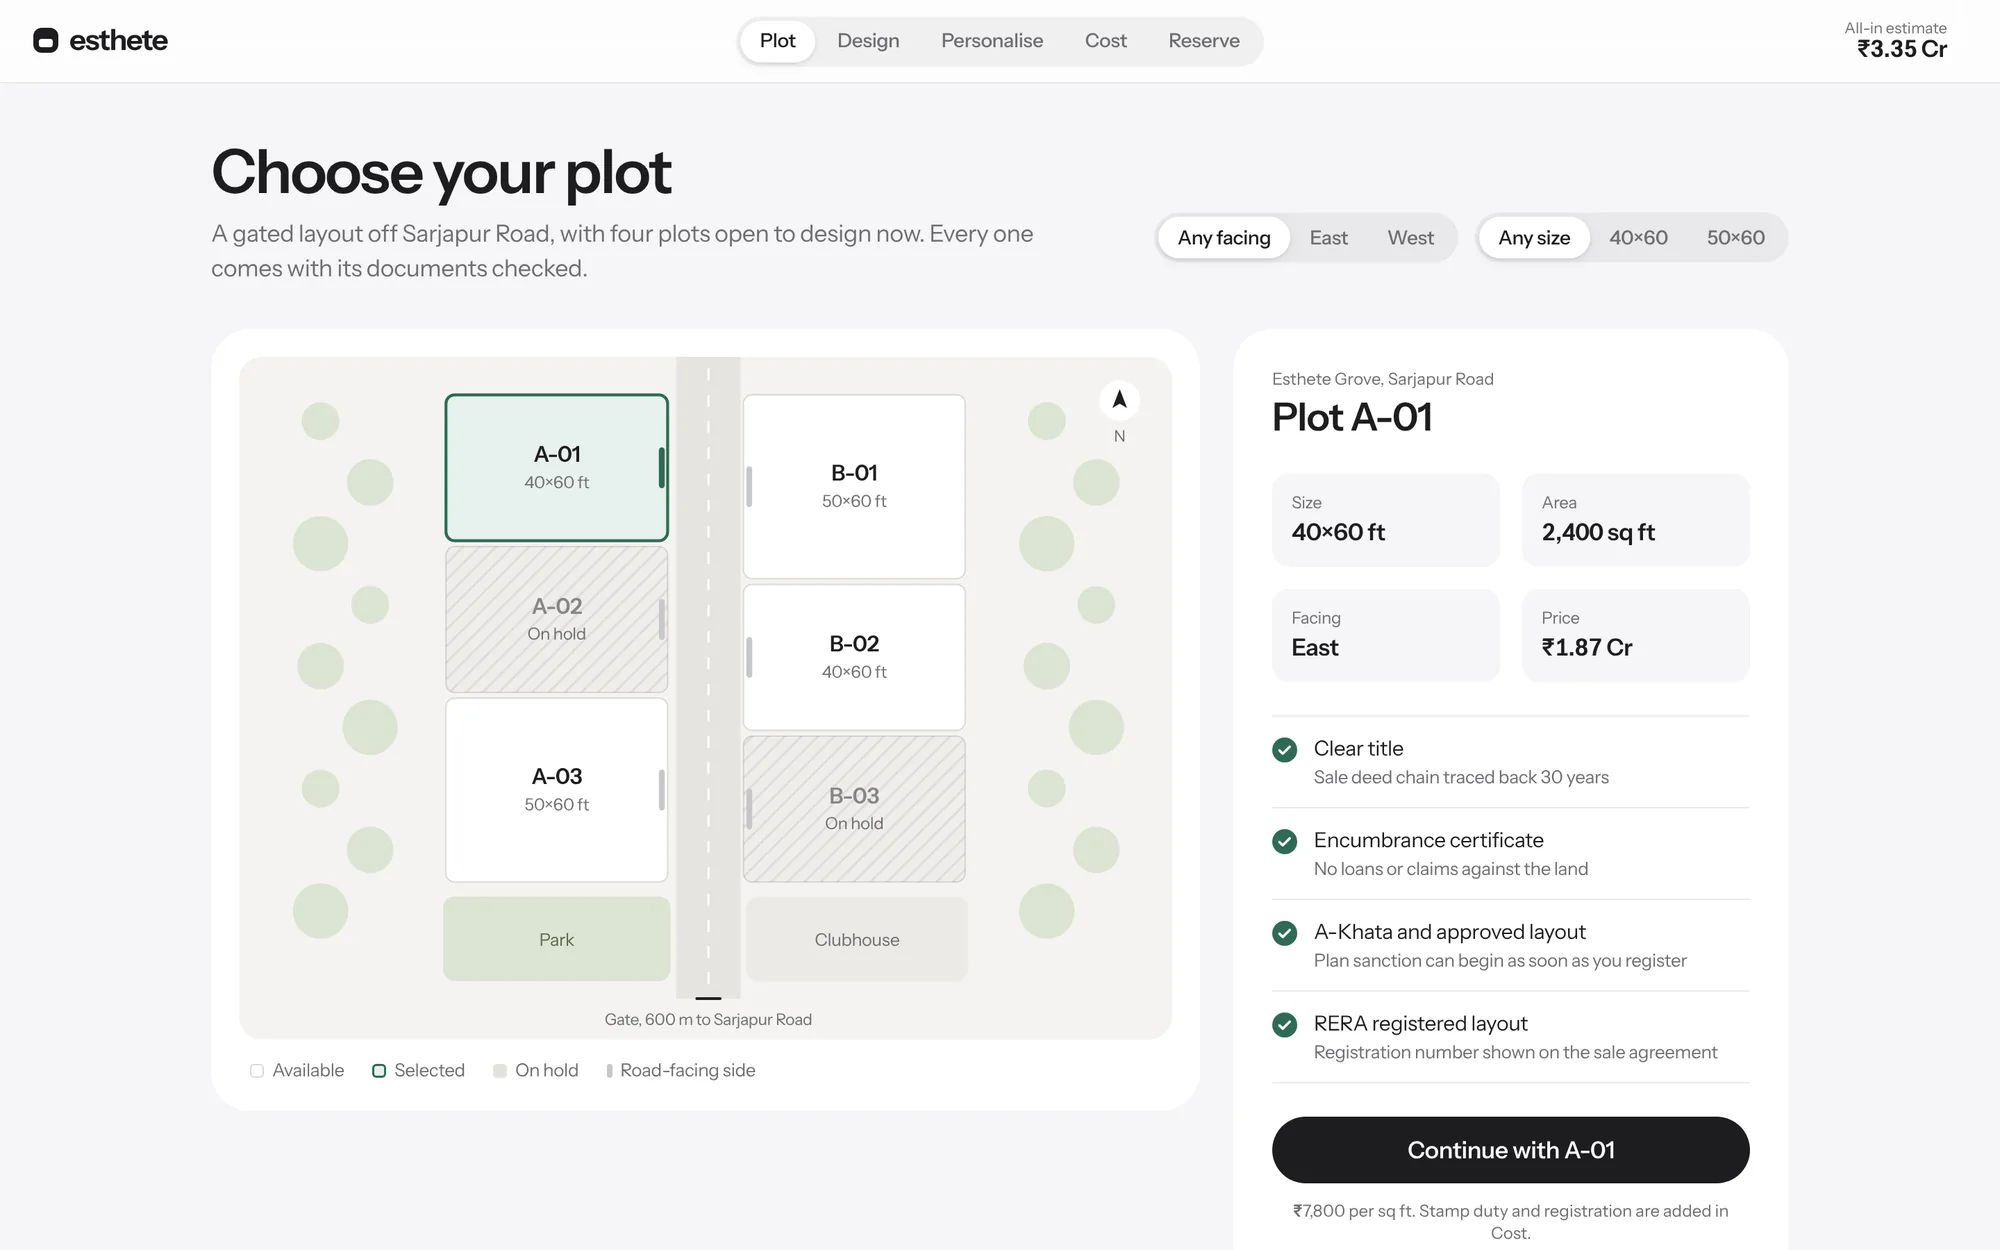 esthete
Plot
Design
Personalise
Cost
Reserve
All-in estimate
₹3.35 Cr
Choose your plot
A gated layout off Sarjapur Road, with four plots open to design now. Every one
comes with its documents checked.
Any facing
East
West
Any size
40×60
50×60
A-01
40×60 ft
A-02
On hold
A-03
50×60 ft
Park
B-01
50×60 ft
B-02
40×60 ft
B-03
On hold
Clubhouse
N
Gate, 600 m to Sarjapur Road
Available
Selected
On hold
Road-facing side
Esthete Grove, Sarjapur Road
Plot A-01
Size
40×60 ft
Area
2,400 sq ft
Facing
East
Price
₹1.87 Cr
Clear title
Sale deed chain traced back 30 years
Encumbrance certificate
No loans or claims against the land
A-Khata and approved layout
Plan sanction can begin as soon as you register
RERA registered layout
Registration number shown on the sale agreement
Continue with A-01
₹7,800 per sq ft. Stamp duty and registration are added in
Cost.